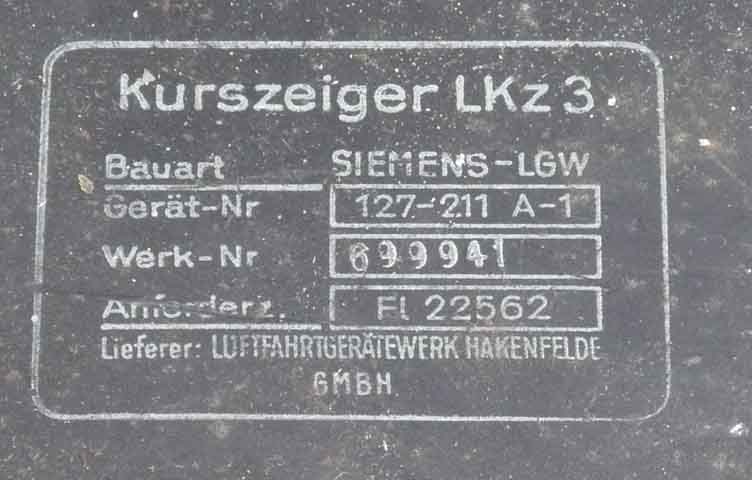 Kurszeiger LKz 3
Bauart SIEMENS-LGW
Gerät-Nr 127-211 A-1
Werk-Nr 699941
Anforderz. Fl 22562
Lieferer: LUFTFAHRTGERÄTEWERK HAKENFELDE
GMBH